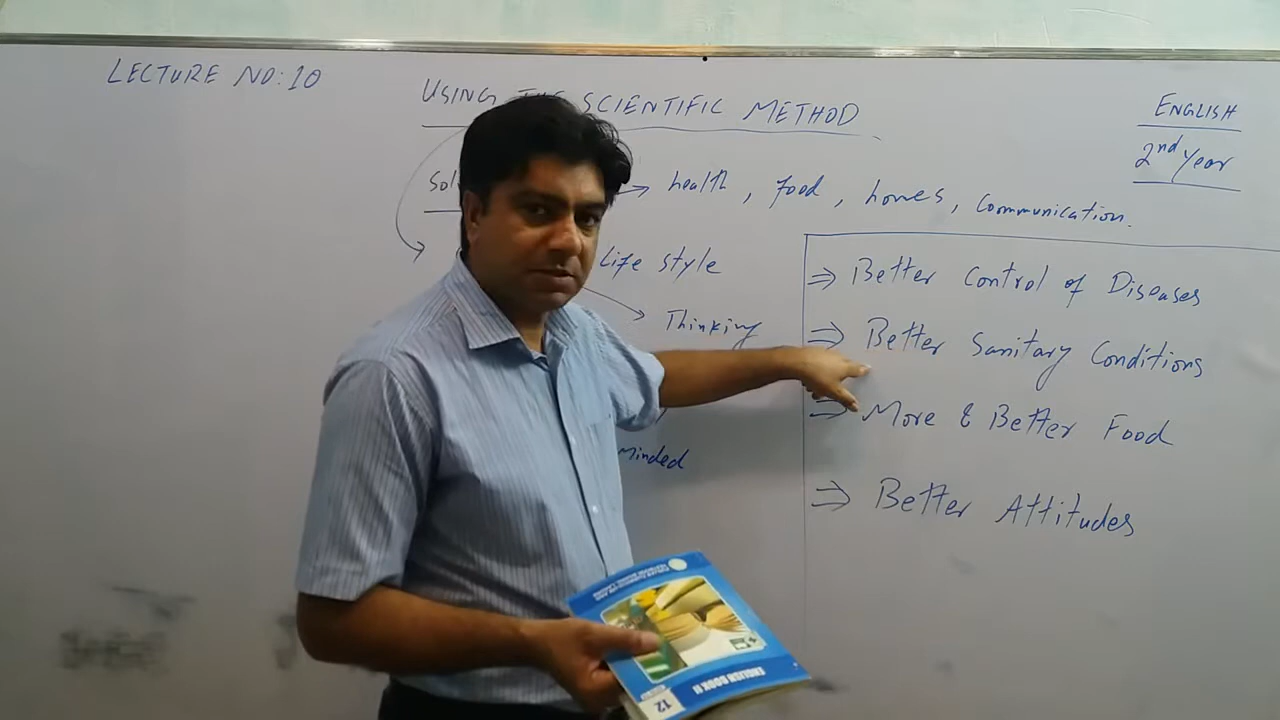 LECTURE NO:10
USING THE SCIENTIFIC METHOD
ENGLISH
2nd Year
health, food, homes, Communication.
Life style
Thinking
Minded
⇒ Better Control of Diseases
⇒ Better Sanitary Conditions
⇒ More & Better Food
⇒ Better Attitudes
ENGLISH BOOK II
12